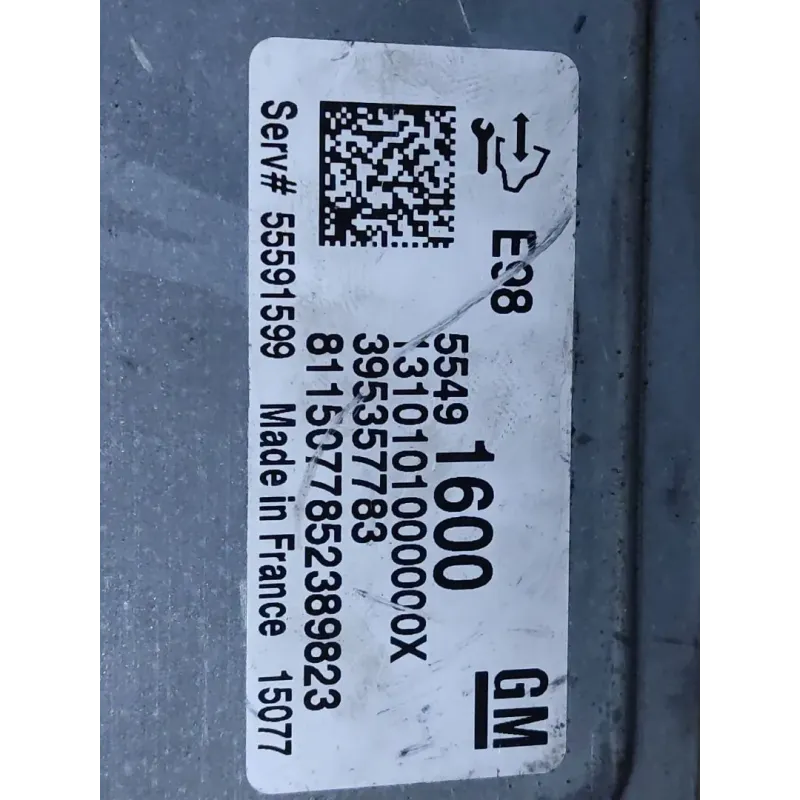 E98 GM
5549 1600
13101010000000X
395357783
8115077852389823
Serv# 55591599 Made in France 15077